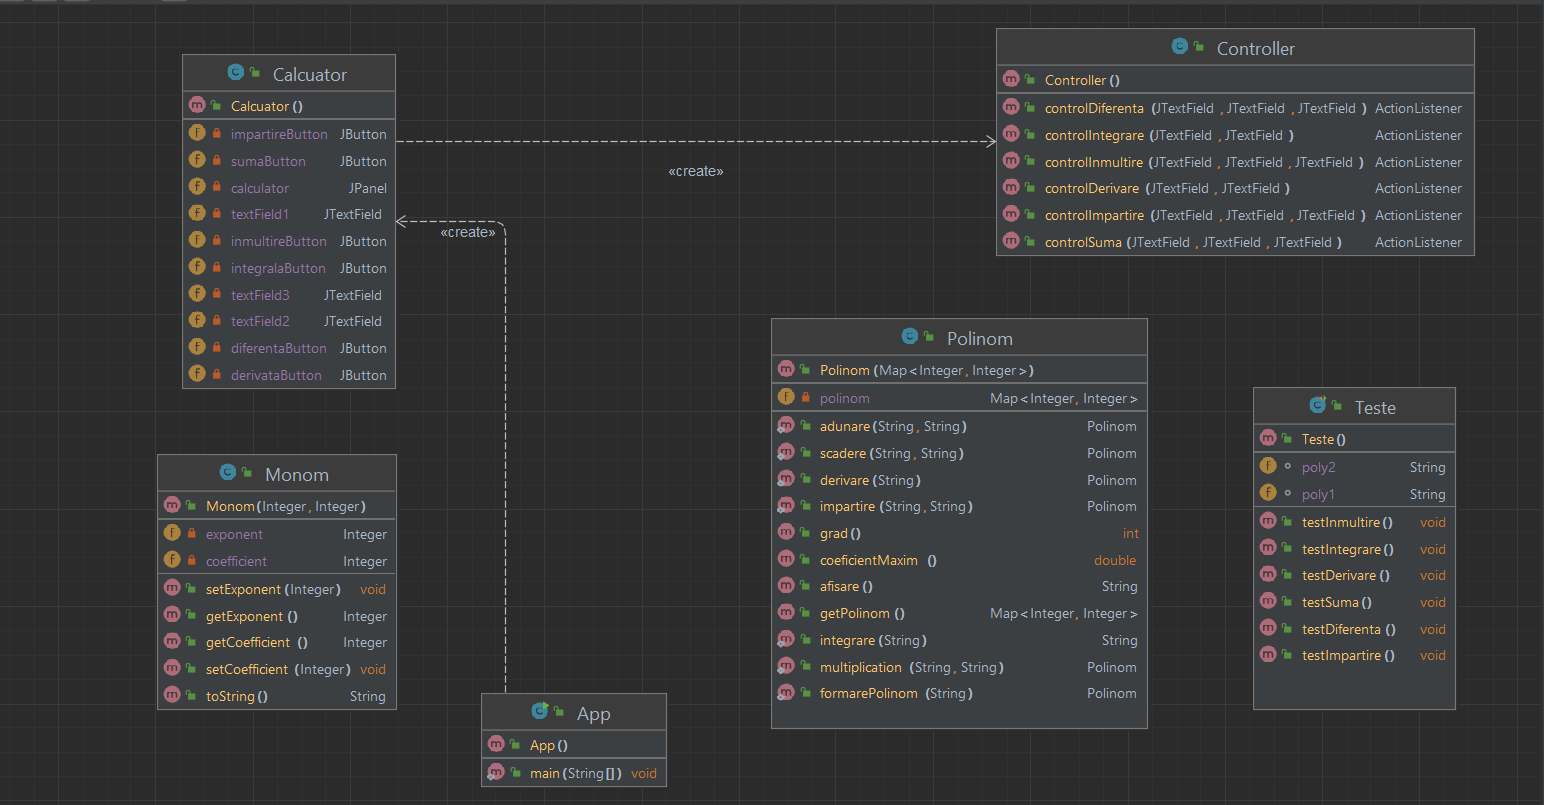 Calcuator
Calcuator()
impartireButton JButton
sumaButton JButton
calculator JPanel
textField1 JTextField
inmultireButton JButton
integralaButton JButton
textField3 JTextField
textField2 JTextField
diferentaButton JButton
derivataButton JButton
«create»
«create»
Controller
Controller()
controlDiferenta (JTextField , JTextField , JTextField ) ActionListener
controlIntegrare (JTextField , JTextField ) ActionListener
controlInmultire (JTextField , JTextField , JTextField ) ActionListener
controlDerivare (JTextField , JTextField ) ActionListener
controlImpartire (JTextField , JTextField , JTextField ) ActionListener
controlSuma (JTextField , JTextField , JTextField ) ActionListener
Monom
Monom(Integer, Integer)
exponent Integer
coefficient Integer
setExponent (Integer) void
getExponent () Integer
getCoefficient () Integer
setCoefficient (Integer) void
toString() String
App
App()
main(String[]) void
Polinom
Polinom (Map<Integer, Integer>)
polinom Map<Integer, Integer>
adunare(String, String) Polinom
scadere(String, String) Polinom
derivare (String) Polinom
impartire (String, String) Polinom
grad() int
coeficientMaxim () double
afisare() String
getPolinom () Map<Integer, Integer>
integrare(String) String
multiplication (String, String) Polinom
formarePolinom (String) Polinom
Teste
Teste()
poly2 String
poly1 String
testInmultire() void
testIntegrare() void
testDerivare () void
testSuma() void
testDiferenta () void
testImpartire() void
m
m
f
f
f
f
f
f
f
f
f
f
m
m
m
m
m
m
m
m
f
f
m
m
m
m
m
m
m
m
f
m
m
m
m
m
m
m
m
m
m
m
m
f
f
m
m
m
m
m
m